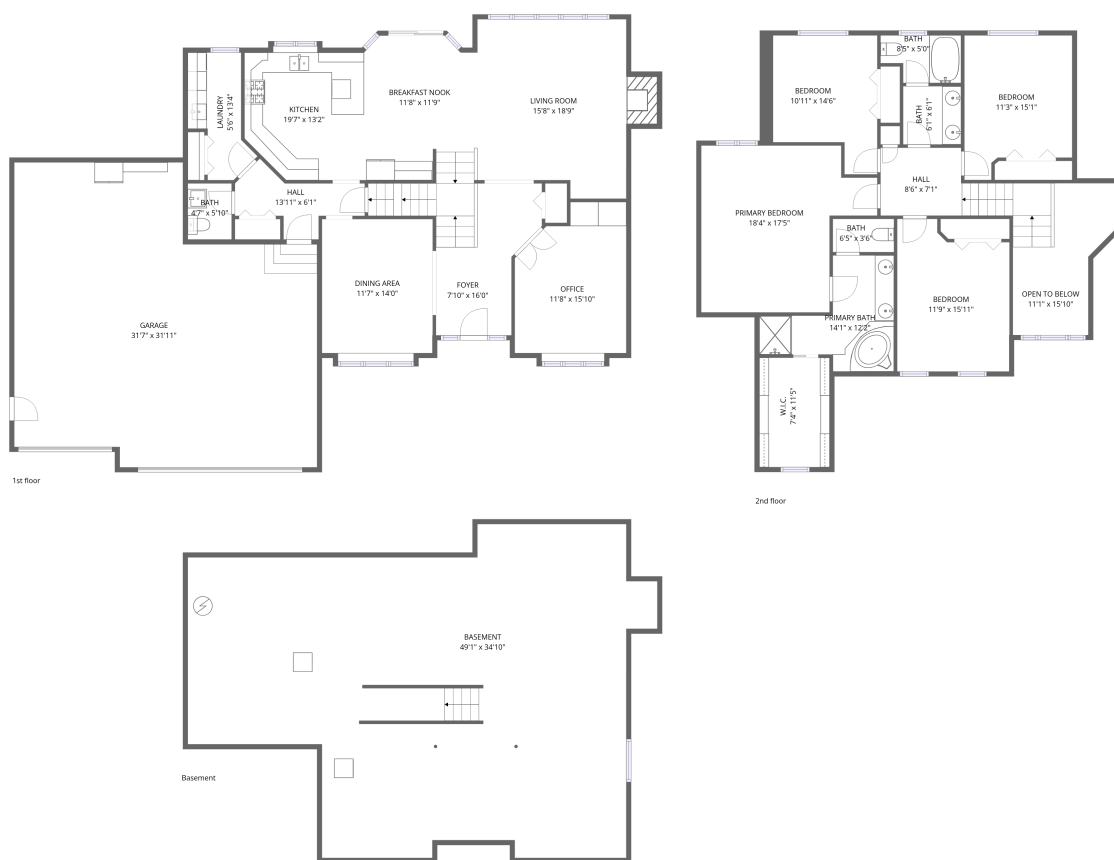 BREAKFAST NOOK
11'8" x 11'9"
LIVING ROOM
15'8" x 18'9"
KITCHEN
19'7" x 13'2"
LAUNDRY
5'6" x 13'4"
HALL
13'11" x 6'1"
BATH
4'7" x 5'10"
DINING AREA
11'7" x 14'0"
FOYER
7'10" x 16'0"
OFFICE
11'8" x 15'10"
GARAGE
31'7" x 31'11"
1st floor
BATH
8'5" x 5'0"
BEDROOM
10'11" x 14'6"
BEDROOM
11'3" x 15'1"
BATH
6'1" x 6'1"
HALL
8'6" x 7'1"
PRIMARY BEDROOM
18'4" x 17'5"
BATH
6'5" x 3'6"
BEDROOM
11'9" x 15'11"
OPEN TO BELOW
11'1" x 15'10"
PRIMARY BATH
14'1" x 12'2"
W.I.C.
7'4" x 11'5"
2nd floor
BASEMENT
49'1" x 34'10"
Basement